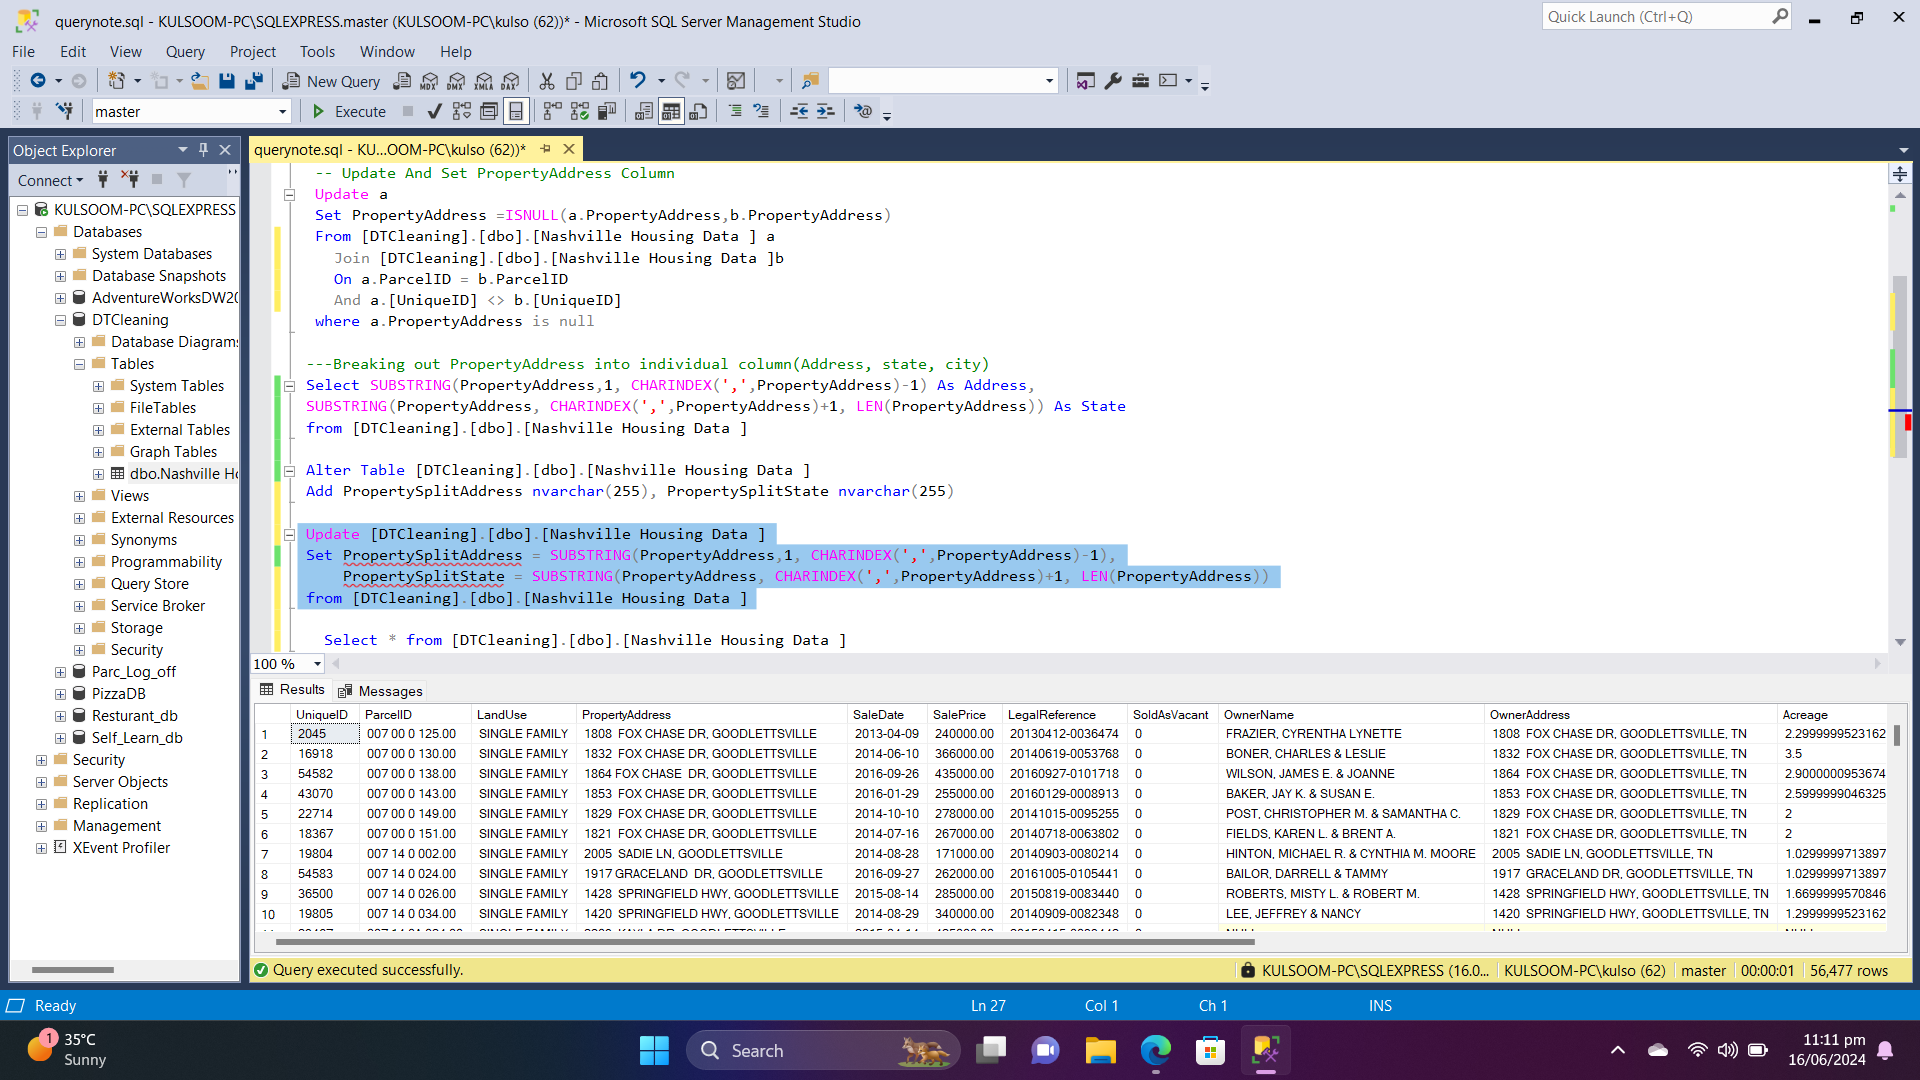 querynote.sql - KULSOOM-PC\SQLEXPRESS.master (KULSOOM-PC\kulso (62))* - Microsoft SQL Server Management Studio
Quick Launch (Ctrl+Q)
File Edit View Query Project Tools Window Help
New Query
MDX DMX XMLA DAX
master
Execute
Object Explorer
querynote.sql - KU...OOM-PC\kulso (62))*
Connect
KULSOOM-PC\SQLEXPRESS
Databases
System Databases
Database Snapshots
AdventureWorksDW20
DTCleaning
Database Diagrams
Tables
System Tables
FileTables
External Tables
Graph Tables
dbo.Nashville Ho
Views
External Resources
Synonyms
Programmability
Query Store
Service Broker
Storage
Security
Parc_Log_off
PizzaDB
Resturant_db
Self_Learn_db
Security
Server Objects
Replication
Management
XEvent Profiler
-- Update And Set PropertyAddress Column
Update a
Set PropertyAddress =ISNULL(a.PropertyAddress,b.PropertyAddress)
From [DTCleaning].[dbo].[Nashville Housing Data ] a
Join [DTCleaning].[dbo].[Nashville Housing Data ]b
On a.ParcelID = b.ParcelID
And a.[UniqueID] <> b.[UniqueID]
where a.PropertyAddress is null
---Breaking out PropertyAddress into individual column(Address, state, city)
Select SUBSTRING(PropertyAddress,1, CHARINDEX(',',PropertyAddress)-1) As Address,
SUBSTRING(PropertyAddress, CHARINDEX(',',PropertyAddress)+1, LEN(PropertyAddress)) As State
from [DTCleaning].[dbo].[Nashville Housing Data ]
Alter Table [DTCleaning].[dbo].[Nashville Housing Data ]
Add PropertySplitAddress nvarchar(255), PropertySplitState nvarchar(255)
Update [DTCleaning].[dbo].[Nashville Housing Data ]
Set PropertySplitAddress = SUBSTRING(PropertyAddress,1, CHARINDEX(',',PropertyAddress)-1),
PropertySplitState = SUBSTRING(PropertyAddress, CHARINDEX(',',PropertyAddress)+1, LEN(PropertyAddress))
from [DTCleaning].[dbo].[Nashville Housing Data ]
Select * from [DTCleaning].[dbo].[Nashville Housing Data ]
100 %
Results Messages
UniqueID ParcelID LandUse PropertyAddress SaleDate SalePrice LegalReference SoldAsVacant OwnerName OwnerAddress Acreage
1 2045 007 00 0 125.00 SINGLE FAMILY 1808 FOX CHASE DR, GOODLETTSVILLE 2013-04-09 240000.00 20130412-0036474 0 FRAZIER, CYRENTHA LYNETTE 1808 FOX CHASE DR, GOODLETTSVILLE, TN 2.2999999523162
2 16918 007 00 0 130.00 SINGLE FAMILY 1832 FOX CHASE DR, GOODLETTSVILLE 2014-06-10 366000.00 20140619-0053768 0 BONER, CHARLES & LESLIE 1832 FOX CHASE DR, GOODLETTSVILLE, TN 3.5
3 54582 007 00 0 138.00 SINGLE FAMILY 1864 FOX CHASE DR, GOODLETTSVILLE 2016-09-26 435000.00 20160927-0101718 0 WILSON, JAMES E. & JOANNE 1864 FOX CHASE DR, GOODLETTSVILLE, TN 2.9000000953674
4 43070 007 00 0 143.00 SINGLE FAMILY 1853 FOX CHASE DR, GOODLETTSVILLE 2016-01-29 255000.00 20160129-0008913 0 BAKER, JAY K. & SUSAN E. 1853 FOX CHASE DR, GOODLETTSVILLE, TN 2.5999999046325
5 22714 007 00 0 149.00 SINGLE FAMILY 1829 FOX CHASE DR, GOODLETTSVILLE 2014-10-10 278000.00 20141015-0095255 0 POST, CHRISTOPHER M. & SAMANTHA C. 1829 FOX CHASE DR, GOODLETTSVILLE, TN 2
6 18367 007 00 0 151.00 SINGLE FAMILY 1821 FOX CHASE DR, GOODLETTSVILLE 2014-07-16 267000.00 20140718-0063802 0 FIELDS, KAREN L. & BRENT A. 1821 FOX CHASE DR, GOODLETTSVILLE, TN 2
7 19804 007 14 0 002.00 SINGLE FAMILY 2005 SADIE LN, GOODLETTSVILLE 2014-08-28 171000.00 20140903-0080214 0 HINTON, MICHAEL R. & CYNTHIA M. MOORE 2005 SADIE LN, GOODLETTSVILLE, TN 1.0299999713897
8 54583 007 14 0 024.00 SINGLE FAMILY 1917 GRACELAND DR, GOODLETTSVILLE 2016-09-27 262000.00 20161005-0105441 0 BAILOR, DARRELL & TAMMY 1917 GRACELAND DR, GOODLETTSVILLE, TN 1.0299999713897
9 36500 007 14 0 026.00 SINGLE FAMILY 1428 SPRINGFIELD HWY, GOODLETTSVILLE 2015-08-14 285000.00 20150819-0083440 0 ROBERTS, MISTY L. & ROBERT M. 1428 SPRINGFIELD HWY, GOODLETTSVILLE, TN 1.6699999570846
10 19805 007 14 0 034.00 SINGLE FAMILY 1420 SPRINGFIELD HWY, GOODLETTSVILLE 2014-08-29 340000.00 20140909-0082348 0 LEE, JEFFREY & NANCY 1420 SPRINGFIELD HWY, GOODLETTSVILLE, TN 1.2999999523162
Query executed successfully. KULSOOM-PC\SQLEXPRESS (16.0... KULSOOM-PC\kulso (62) master 00:00:01 56,477 rows
Ready Ln 27 Col 1 Ch 1 INS
1
35°C
Sunny
Search
11:11 pm
16/06/2024